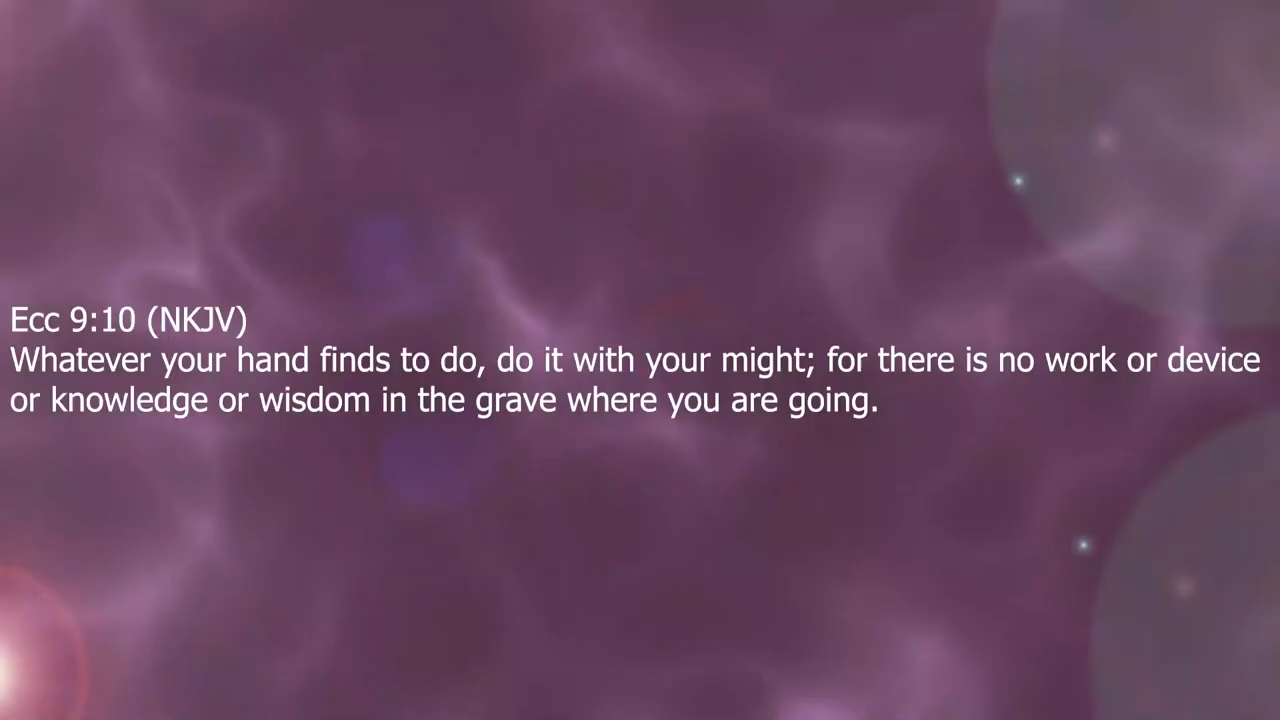 Ecc 9:10 (NKJV)
Whatever your hand finds to do, do it with your might; for there is no work or device
or knowledge or wisdom in the grave where you are going.